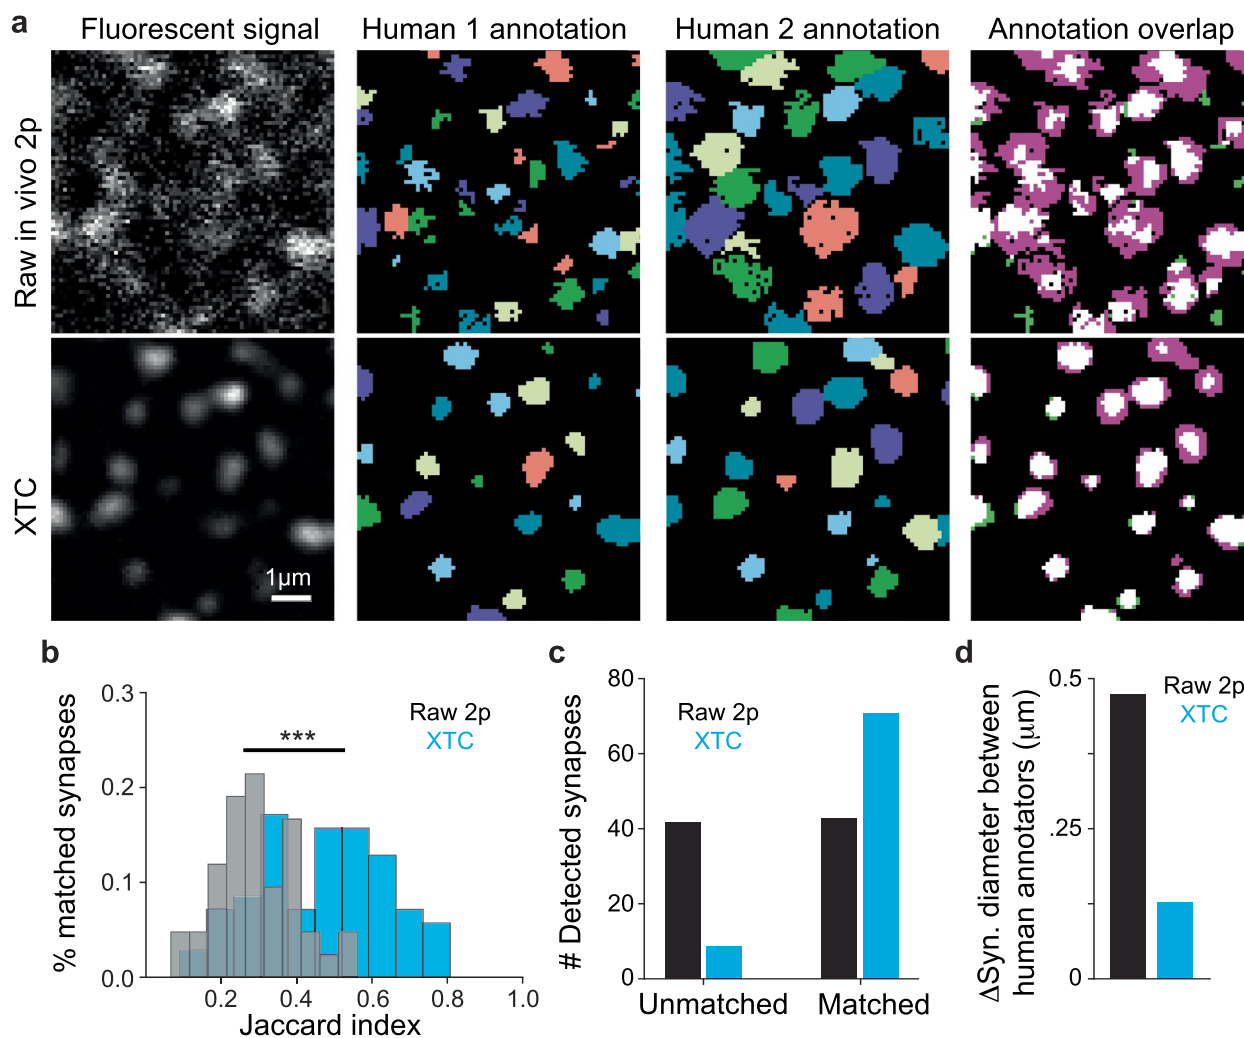 a
Fluorescent signal
Human 1 annotation
Human 2 annotation
Annotation overlap
Raw in vivo 2p
XTC
1µm
b
% matched synapses
0.3
0.2
0.1
0.0
0.2
0.4
0.6
0.8
1.0
Jaccard index
***
Raw 2p
XTC
c
# Detected synapses
80
60
40
20
0
Raw 2p
XTC
Unmatched
Matched
d
ΔSyn. diameter between
human annotators (µm)
0.5
.25
0
Raw 2p
XTC